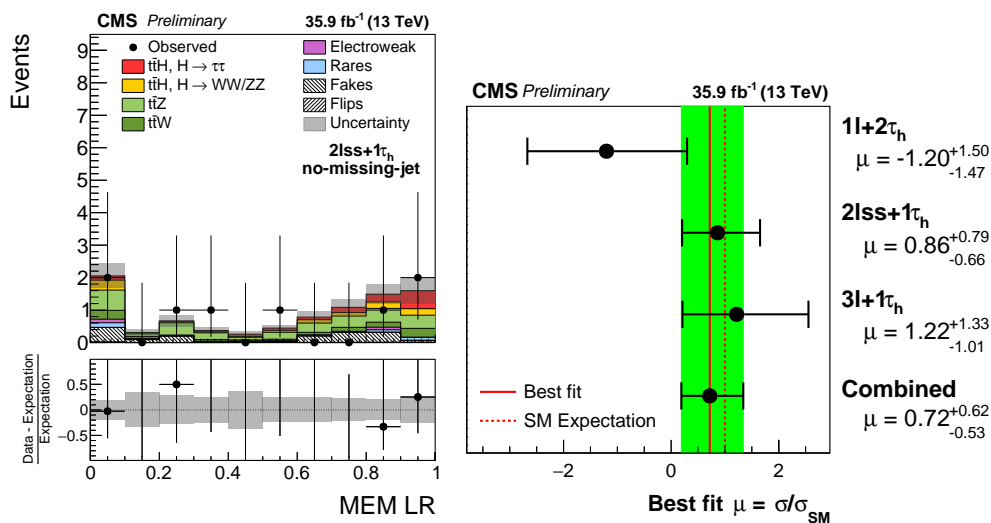 CMS Preliminary 35.9 fb⁻¹ (13 TeV)
Events
9
8
7
6
5
4
3
2
1
0
Observed
tt̄H, H → ττ
tt̄H, H → WW/ZZ
tt̄Z
tt̄W
Electroweak
Rares
Fakes
Flips
Uncertainty
2lss+1τh
no-missing-jet
Data - Expectation
Expectation
0.5
0
−0.5
0 0.2 0.4 0.6 0.8 1
MEM LR
CMS Preliminary 35.9 fb⁻¹ (13 TeV)
1l+2τh
μ = -1.20 +1.50 -1.47
2lss+1τh
μ = 0.86 +0.79 -0.66
3l+1τh
μ = 1.22 +1.33 -1.01
Combined
μ = 0.72 +0.62 -0.53
Best fit
SM Expectation
−2 0 2
Best fit μ = σ/σSM